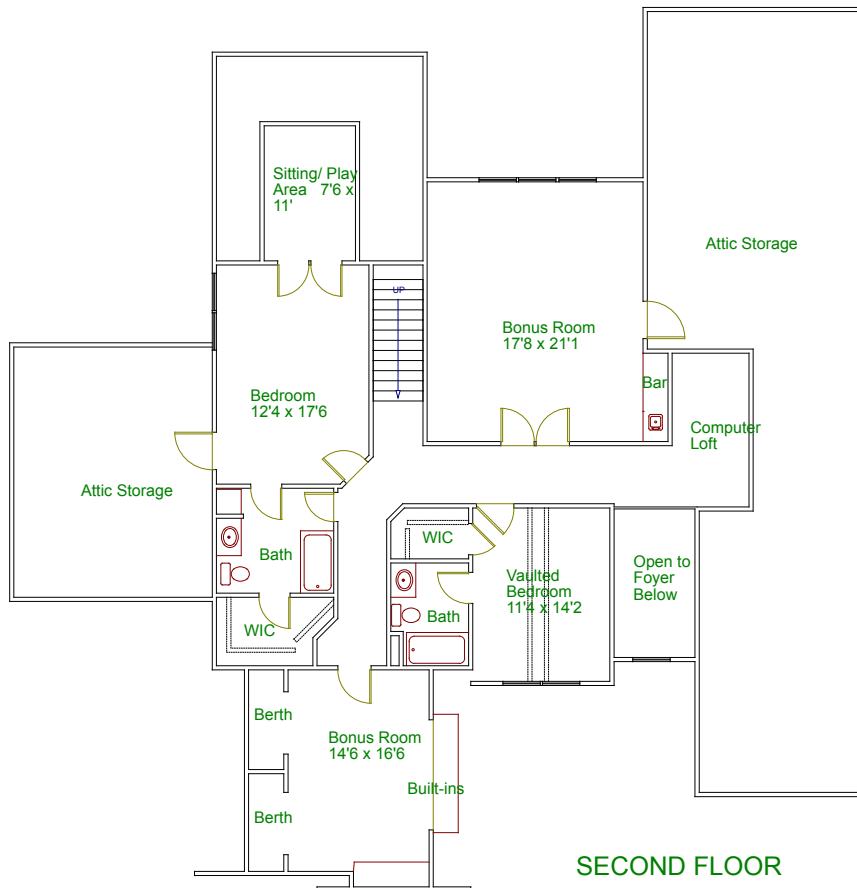 Sitting/ Play
Area 7'6 x
11'
Attic Storage
UP
Bonus Room
17'8 x 21'1
Bar
Bedroom
12'4 x 17'6
Computer
Loft
Attic Storage
WIC
Bath
Vaulted
Bedroom
11'4 x 14'2
Open to
Foyer
Below
Bath
WIC
Berth
Bonus Room
14'6 x 16'6
Built-ins
Berth
SECOND FLOOR